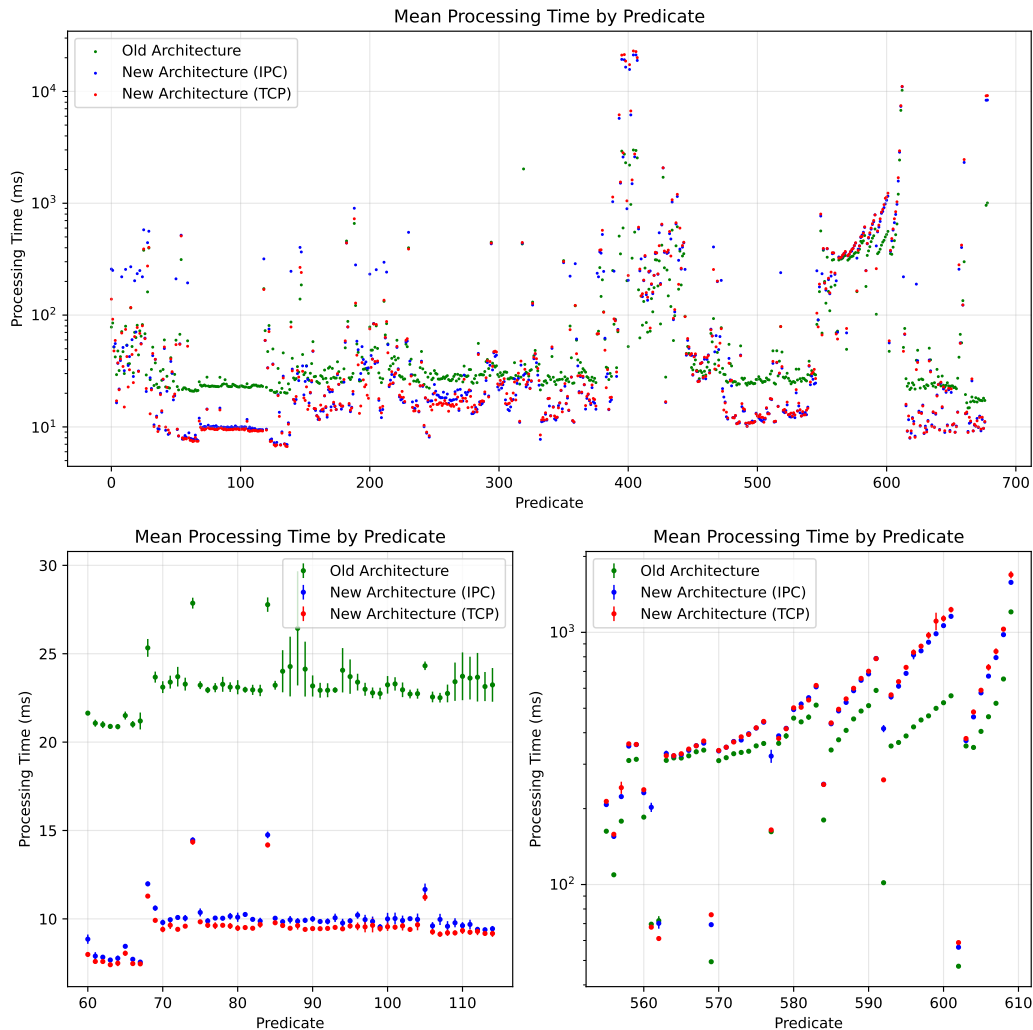 Mean Processing Time by Predicate
Old Architecture
New Architecture (IPC)
New Architecture (TCP)
Processing Time (ms)
10⁴
10³
10²
10¹
0 100 200 300 400 500 600 700
Predicate
Mean Processing Time by Predicate
Old Architecture
New Architecture (IPC)
New Architecture (TCP)
Processing Time (ms)
30
25
20
15
10
60 70 80 90 100 110
Predicate
Mean Processing Time by Predicate
Old Architecture
New Architecture (IPC)
New Architecture (TCP)
Processing Time (ms)
10³
10²
560 570 580 590 600 610
Predicate